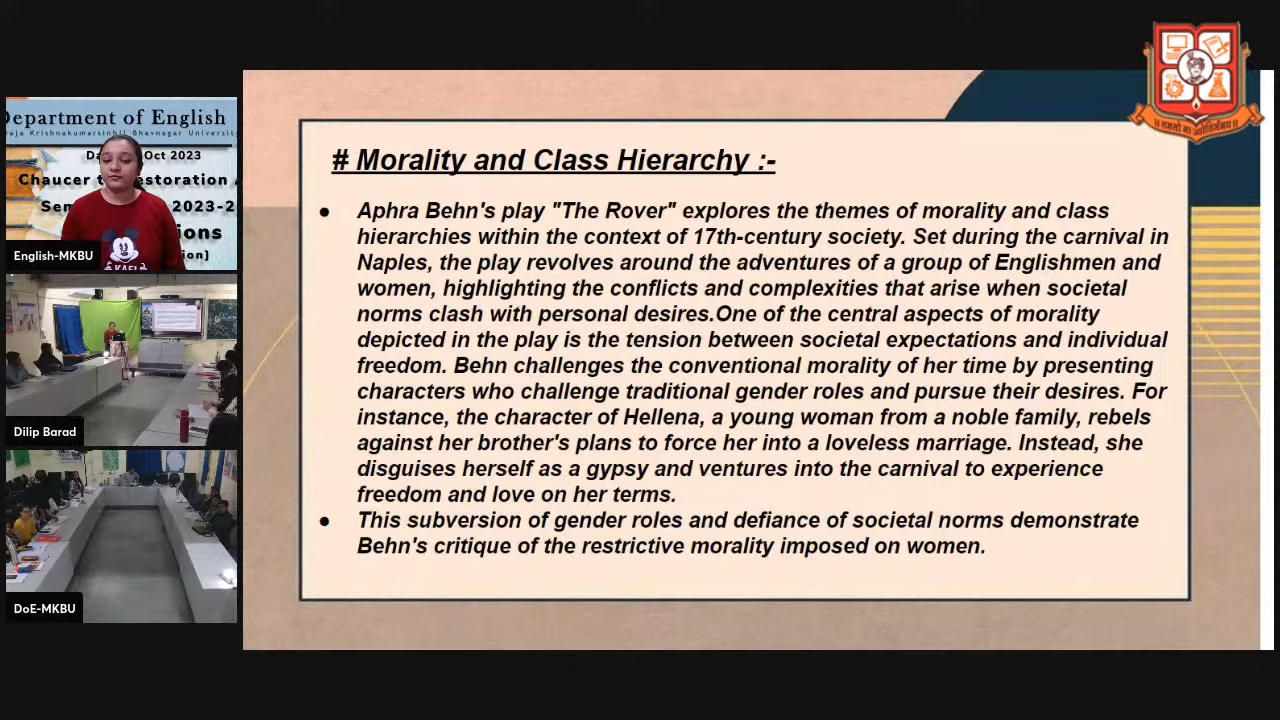 Department of English
Krishnakumarsinhji Bhavnagar University
Oct 2023
Chaucer
2023-2
English-MKBU
Dilip Barad
DoE-MKBU
# Morality and Class Hierarchy :-
● Aphra Behn's play "The Rover" explores the themes of morality and class
hierarchies within the context of 17th-century society. Set during the carnival in
Naples, the play revolves around the adventures of a group of Englishmen and
women, highlighting the conflicts and complexities that arise when societal
norms clash with personal desires.One of the central aspects of morality
depicted in the play is the tension between societal expectations and individual
freedom. Behn challenges the conventional morality of her time by presenting
characters who challenge traditional gender roles and pursue their desires. For
instance, the character of Hellena, a young woman from a noble family, rebels
against her brother's plans to force her into a loveless marriage. Instead, she
disguises herself as a gypsy and ventures into the carnival to experience
freedom and love on her terms.
● This subversion of gender roles and defiance of societal norms demonstrate
Behn's critique of the restrictive morality imposed on women.